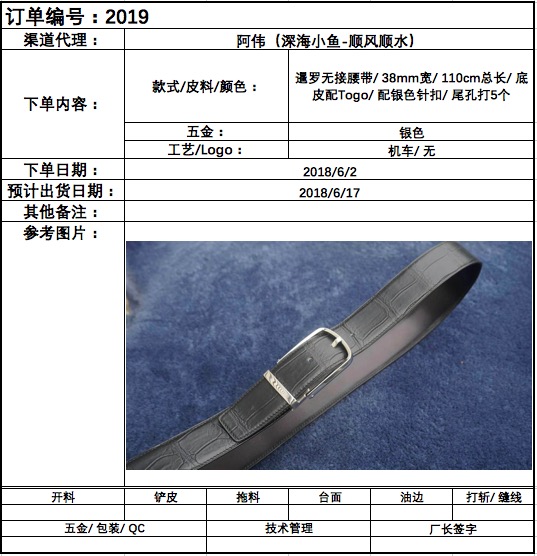 订单编号：2019
渠道代理：
阿伟（深海小鱼-顺风顺水）
下单内容：
款式/皮料/颜色：
暹罗无接腰带/ 38mm宽/ 110cm总长/ 底
皮配Togo/ 配银色针扣/ 尾孔打5个
五金：
银色
工艺/Logo：
机车/ 无
下单日期：
2018/6/2
预计出货日期：
2018/6/17
其他备注：
参考图片：
开料
铲皮
拖料
台面
油边
打斩/ 缝线
五金/ 包装/ QC
技术管理
厂长签字